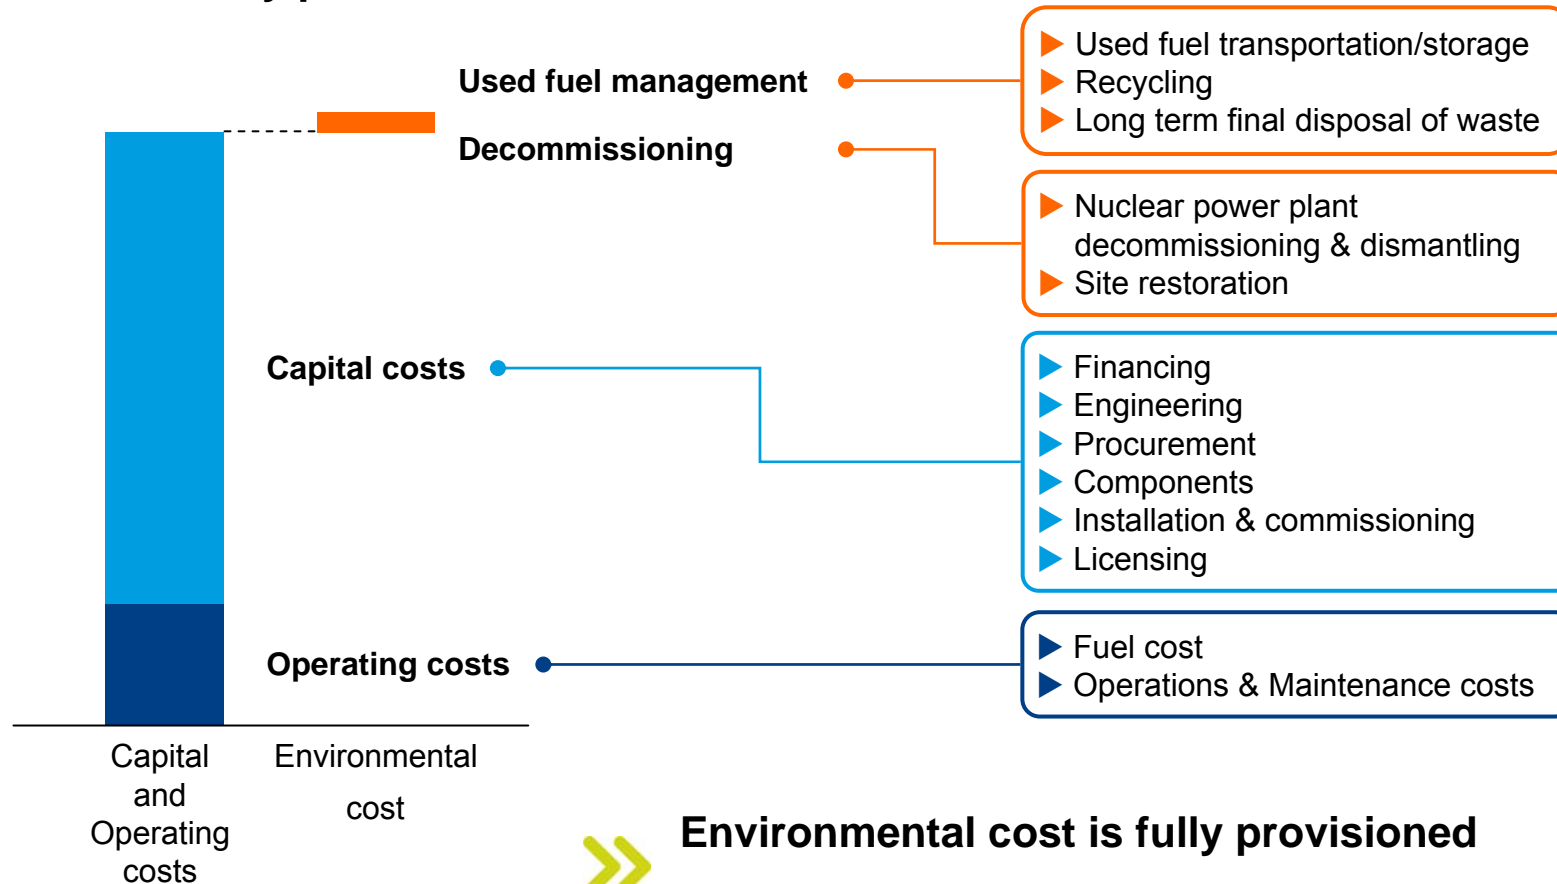 Used fuel management
Decommissioning
Used fuel transportation/storage
Recycling
Long term final disposal of waste
Nuclear power plant
decommissioning & dismantling
Site restoration
Capital costs
Financing
Engineering
Procurement
Components
Installation & commissioning
Licensing
Operating costs
Fuel cost
Operations & Maintenance costs
Capital
and
Operating
costs
Environmental
cost
Environmental cost is fully provisioned